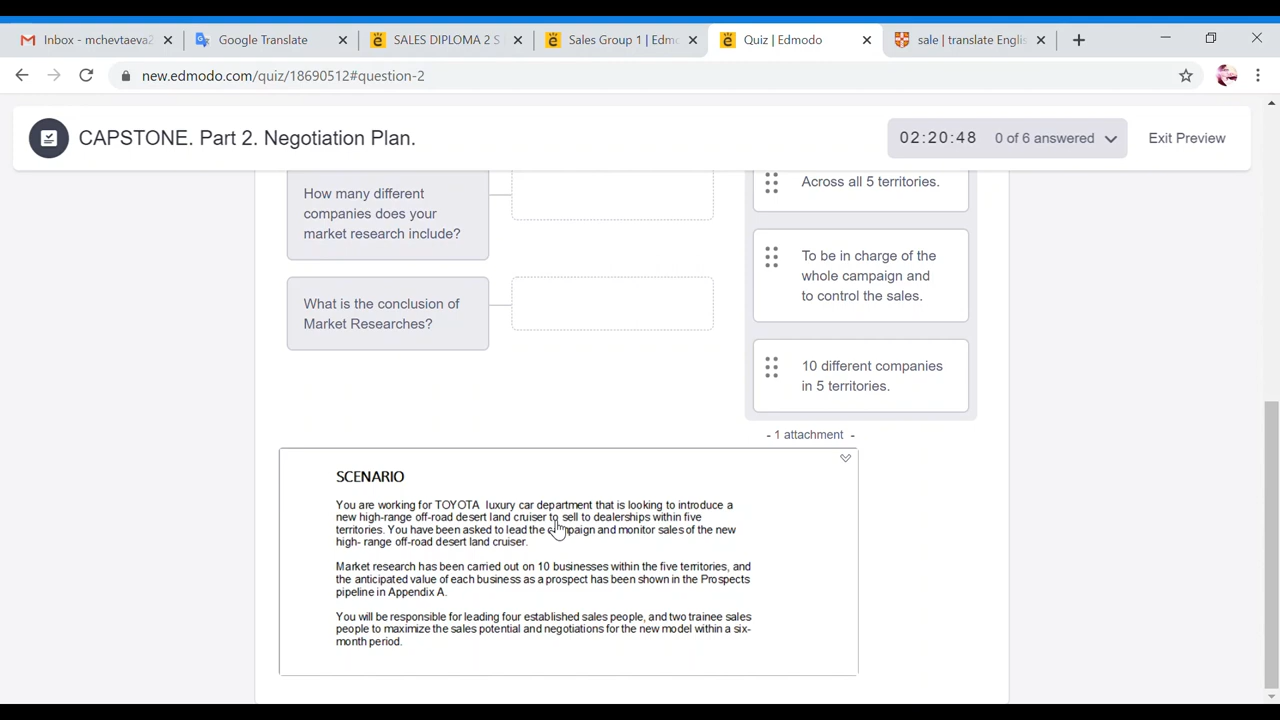 Inbox - mchevtaeva2
Google Translate
SALES DIPLOMA 2 S
Sales Group 1 | Edmo
Quiz | Edmodo
sale | translate Englis
new.edmodo.com/quiz/18690512#question-2
CAPSTONE. Part 2. Negotiation Plan.
02:20:48
0 of 6 answered
Exit Preview
How many different
companies does your
market research include?
What is the conclusion of
Market Researches?
Across all 5 territories.
To be in charge of the
whole campaign and
to control the sales.
10 different companies
in 5 territories.
- 1 attachment -
SCENARIO
You are working for TOYOTA luxury car department that is looking to introduce a
new high-range off-road desert land cruiser to sell to dealerships within five
territories. You have been asked to lead the campaign and monitor sales of the new
high- range off-road desert land cruiser.
Market research has been carried out on 10 businesses within the five territories, and
the anticipated value of each business as a prospect has been shown in the Prospects
pipeline in Appendix A.
You will be responsible for leading four established sales people, and two trainee sales
people to maximize the sales potential and negotiations for the new model within a six-
month period.